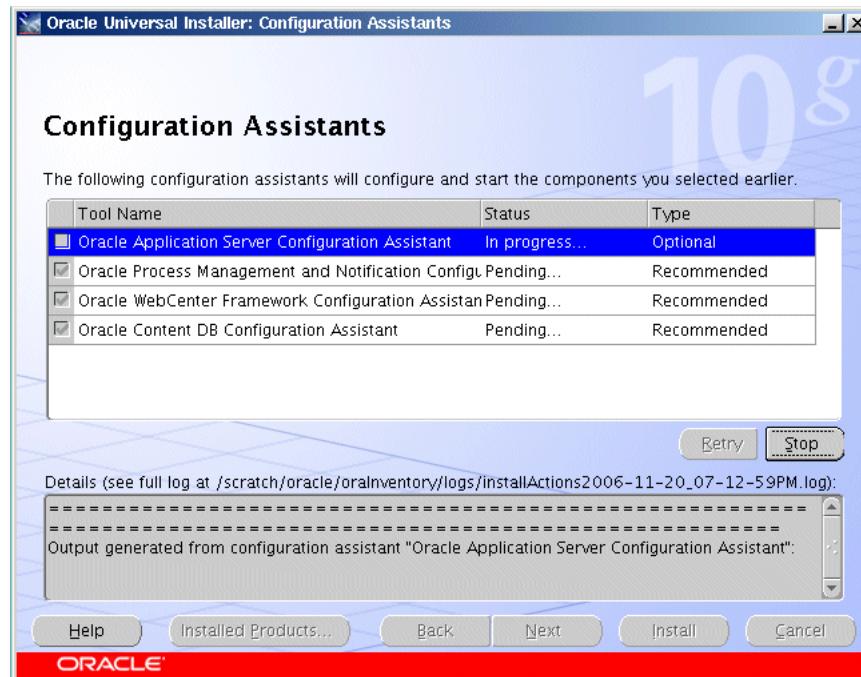 Oracle Universal Installer: Configuration Assistants
10g
Configuration Assistants
The following configuration assistants will configure and start the components you selected earlier.
Tool Name Status Type
Oracle Application Server Configuration Assistant In progress... Optional
Oracle Process Management and Notification Configu Pending... Recommended
Oracle WebCenter Framework Configuration Assistan Pending... Recommended
Oracle Content DB Configuration Assistant Pending... Recommended
Retry Stop
Details (see full log at /scratch/oracle/oraInventory/logs/installActions2006-11-20_07-12-59PM.log):
=========================================================
=======================================================
Output generated from configuration assistant "Oracle Application Server Configuration Assistant":
Help Installed Products... Back Next Install Cancel
ORACLE